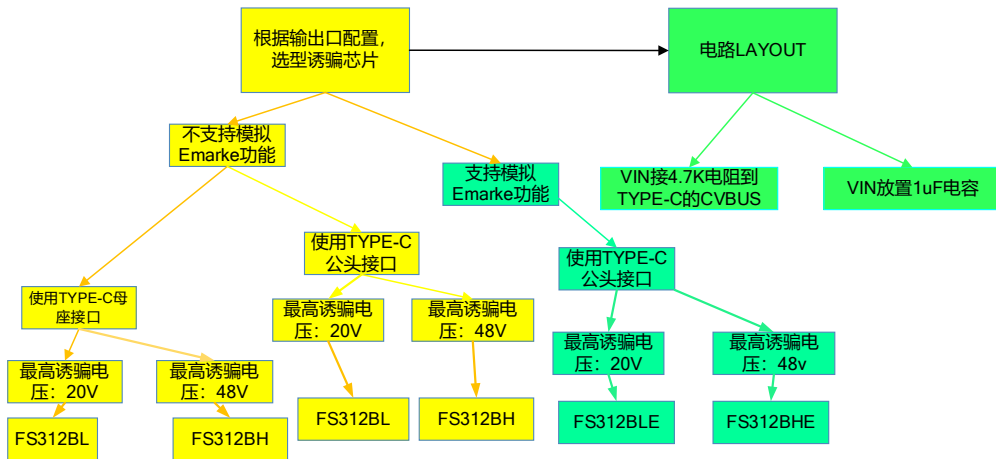 根据输出口配置，
选型诱骗芯片
电路LAYOUT
不支持模拟
Emarke功能
支持模拟
Emarke功能
VIN接4.7K电阻到
TYPE-C的CVBUS
VIN放置1uF电容
使用TYPE-C
公头接口
使用TYPE-C
公头接口
使用TYPE-C母
座接口
最高诱骗电
压：20V
最高诱骗电
压：48V
最高诱骗电
压：20V
最高诱骗电
压：48v
最高诱骗电
压：20V
最高诱骗电
压：48V
FS312BL
FS312BH
FS312BL
FS312BH
FS312BLE
FS312BHE